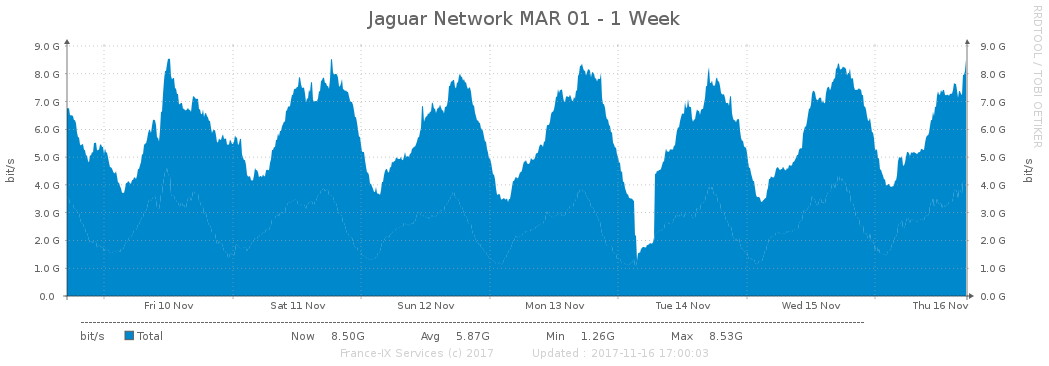 Jaguar Network MAR 01 - 1 Week
RRDTOOL / TOBI OETIKER
9.0 G 9.0 G
8.0 G 8.0 G
7.0 G 7.0 G
6.0 G 6.0 G
5.0 G 5.0 G
4.0 G 4.0 G
3.0 G 3.0 G
2.0 G 2.0 G
1.0 G 1.0 G
0.0 0.0 G
bit/s
bit/s
Fri 10 Nov Sat 11 Nov Sun 12 Nov Mon 13 Nov Tue 14 Nov Wed 15 Nov Thu 16 Nov
bit/s Total Now 8.50G Avg 5.87G Min 1.26G Max 8.53G
France-IX Services (c) 2017 Updated : 2017-11-16 17:00:03